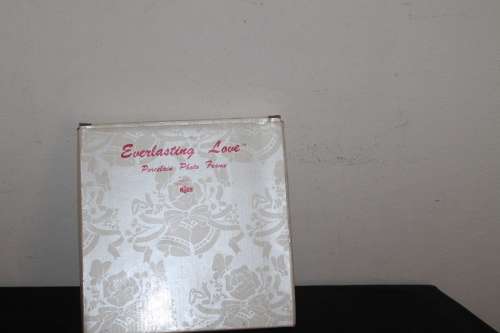 Everlasting Love™
Porcelain Photo Frame